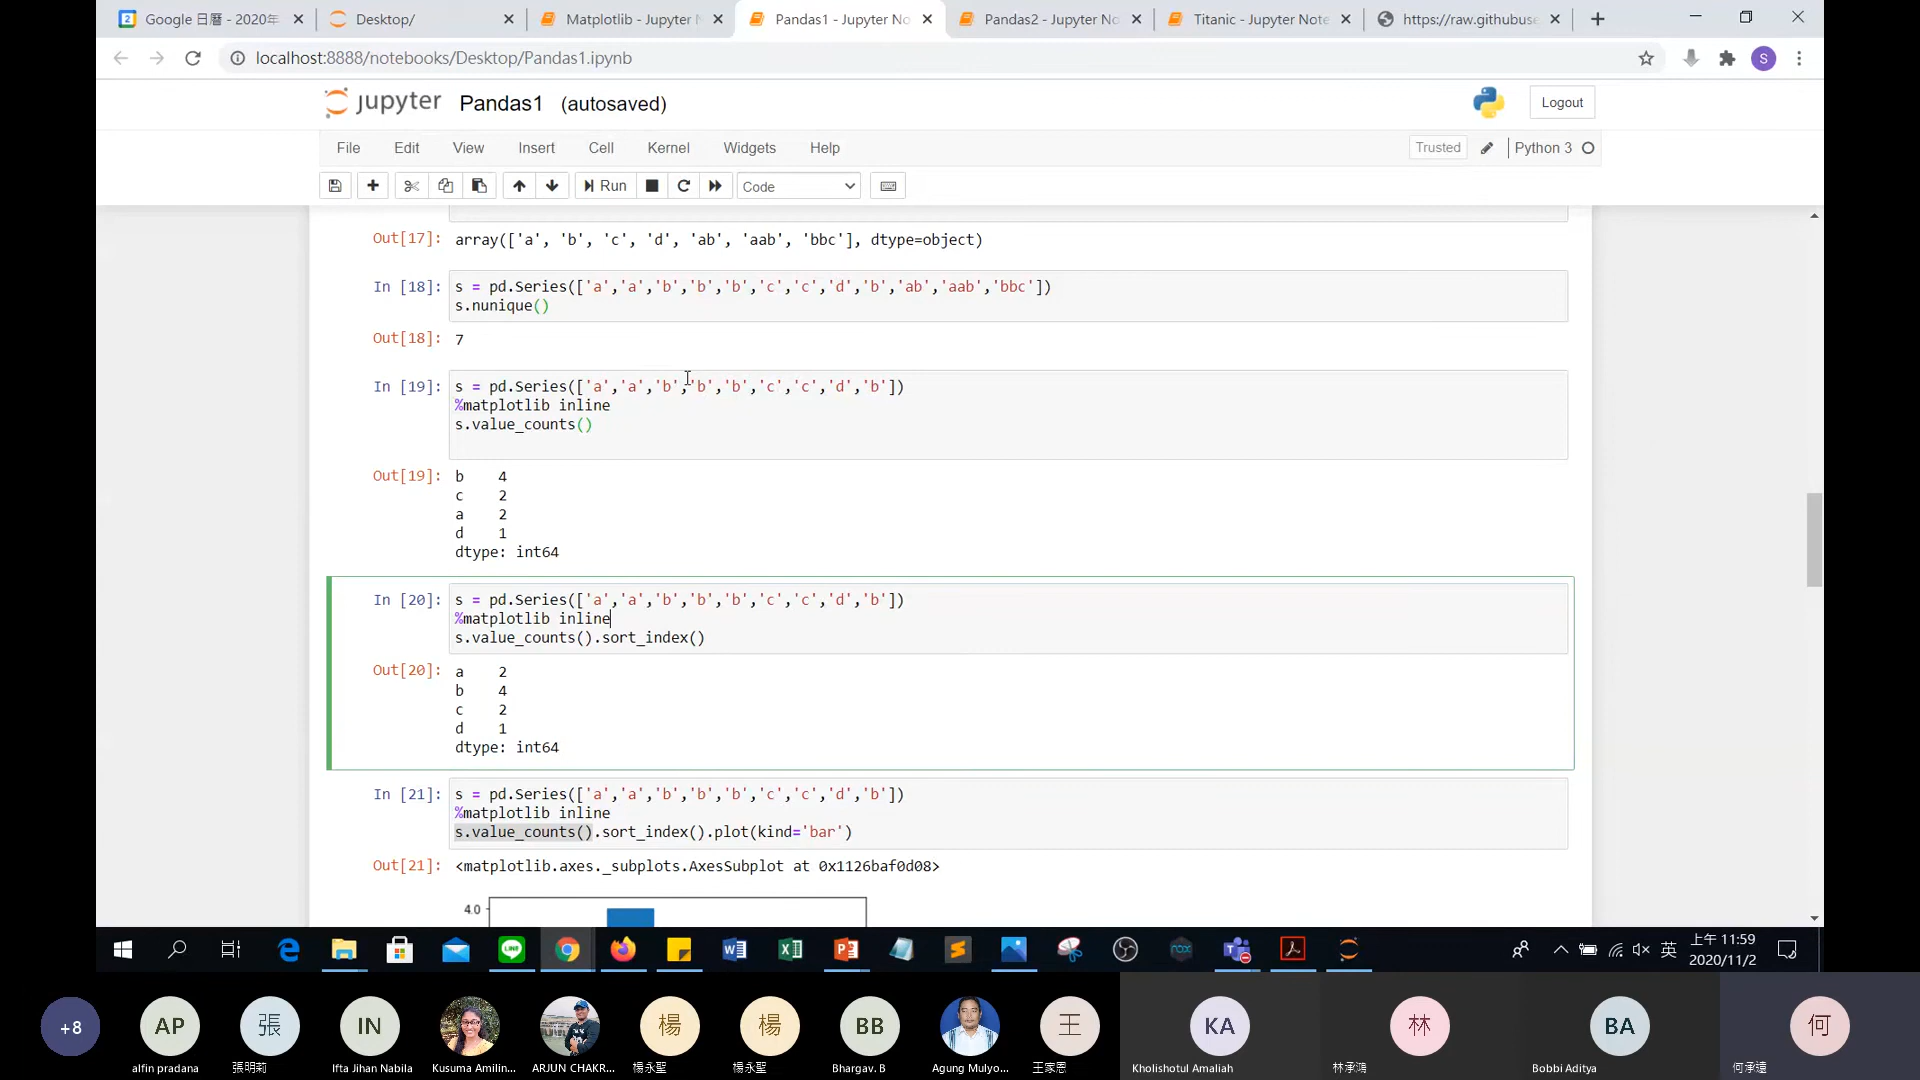 Google 日曆 - 2020年
Desktop/
Matplotlib - Jupyter N
Pandas1 - Jupyter No
Pandas2 - Jupyter No
Titanic - Jupyter Note
https://raw.githubuse
localhost:8888/notebooks/Desktop/Pandas1.ipynb
S
jupyter Pandas1 (autosaved)
Logout
File Edit View Insert Cell Kernel Widgets Help
Trusted
Python 3
Run
Code
Out[17]: array(['a', 'b', 'c', 'd', 'ab', 'aab', 'bbc'], dtype=object)
In [18]: s = pd.Series(['a','a','b','b','b','c','c','d','b','ab','aab','bbc'])
s.nunique()
Out[18]: 7
In [19]: s = pd.Series(['a','a','b','b','b','c','c','d','b'])
%matplotlib inline
s.value_counts()
Out[19]: b 4
c 2
a 2
d 1
dtype: int64
In [20]: s = pd.Series(['a','a','b','b','b','c','c','d','b'])
%matplotlib inline
s.value_counts().sort_index()
Out[20]: a 2
b 4
c 2
d 1
dtype: int64
In [21]: s = pd.Series(['a','a','b','b','b','c','c','d','b'])
%matplotlib inline
s.value_counts().sort_index().plot(kind='bar')
Out[21]: <matplotlib.axes._subplots.AxesSubplot at 0x1126baf0d08>
4.0
英
上午 11:59
2020/11/2
+8
AP
張
IN
楊
楊
BB
王
KA
林
BA
何
alfin pradana
張明莉
Ifta Jihan Nabila
Kusuma Amilin...
ARJUN CHAKR...
楊永聖
楊永聖
Bhargav. B
Agung Mulyo...
王家恩
Kholishotul Amaliah
林承鴻
Bobbi Aditya
何承遠